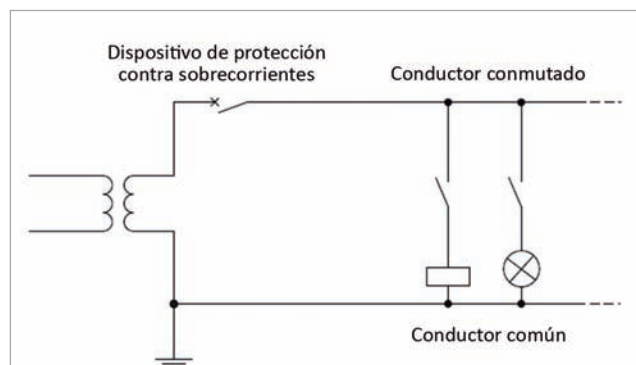 Dispositivo de protección
contra sobrecorrientes
Conductor conmutado
Conductor común